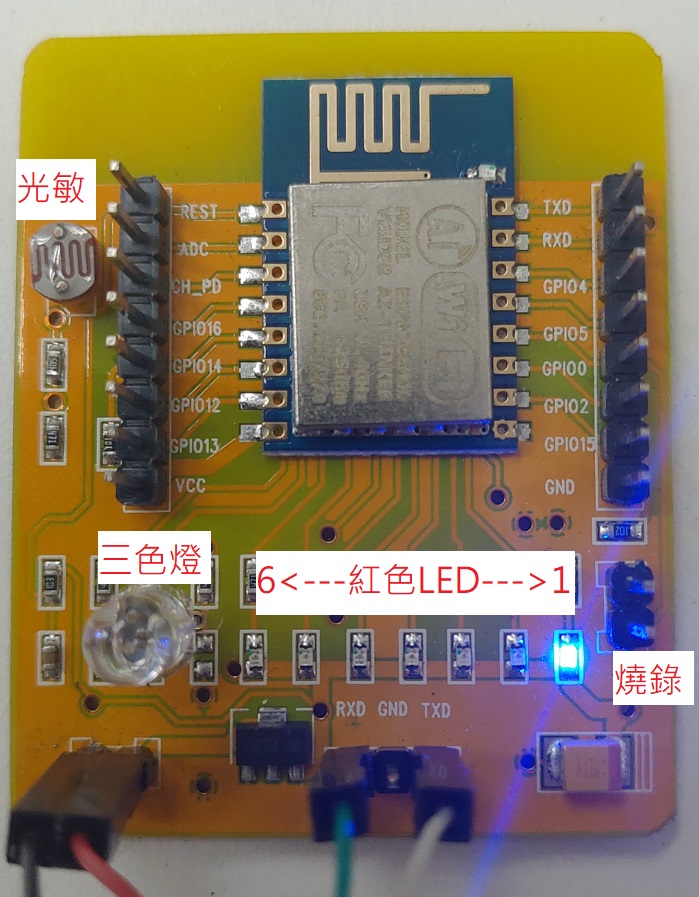 光敏
REST
TXD
ADC
RXD
CH_PD
GPIO4
GPIO16
GPIO5
GPIO14
GPIO0
GPIO12
GPIO2
GPIO13
GPIO15
VCC
GND
三色燈
6<---紅色LED--->1
燒錄
RXD GND TXD